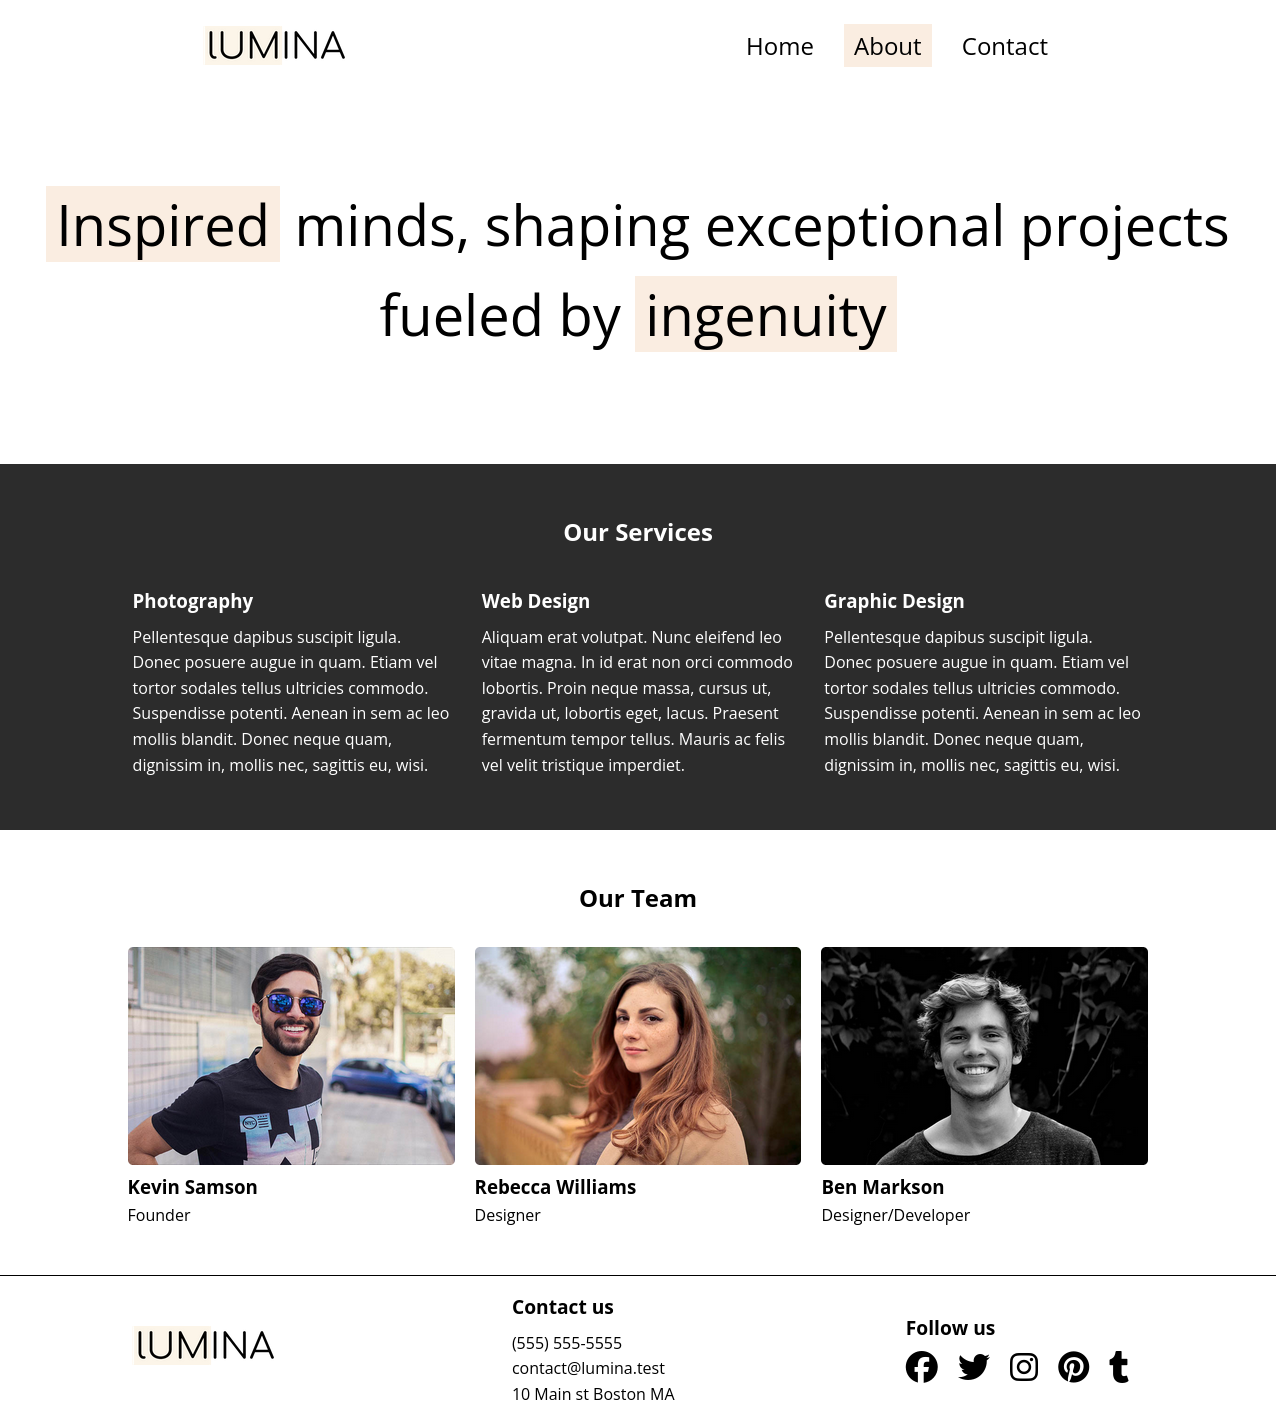 LUMINA
Home About Contact
Inspired minds, shaping exceptional projects
fueled by ingenuity
Our Services
Photography
Pellentesque dapibus suscipit ligula.
Donec posuere augue in quam. Etiam vel
tortor sodales tellus ultricies commodo.
Suspendisse potenti. Aenean in sem ac leo
mollis blandit. Donec neque quam,
dignissim in, mollis nec, sagittis eu, wisi.
Web Design
Aliquam erat volutpat. Nunc eleifend leo
vitae magna. In id erat non orci commodo
lobortis. Proin neque massa, cursus ut,
gravida ut, lobortis eget, lacus. Praesent
fermentum tempor tellus. Mauris ac felis
vel velit tristique imperdiet.
Graphic Design
Pellentesque dapibus suscipit ligula.
Donec posuere augue in quam. Etiam vel
tortor sodales tellus ultricies commodo.
Suspendisse potenti. Aenean in sem ac leo
mollis blandit. Donec neque quam,
dignissim in, mollis nec, sagittis eu, wisi.
Our Team
NYC
Kevin Samson
Founder
Rebecca Williams
Designer
Ben Markson
Designer/Developer
LUMINA
Contact us
(555) 555-5555
contact@lumina.test
10 Main st Boston MA
Follow us